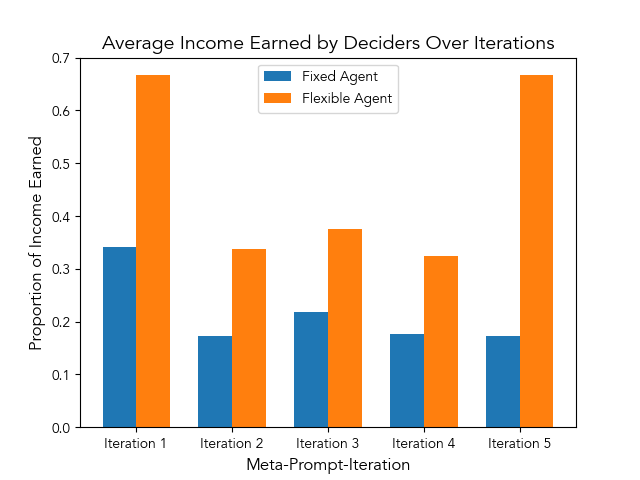 Average Income Earned by Deciders Over Iterations
Fixed Agent
Flexible Agent
Proportion of Income Earned
0.7
0.6
0.5
0.4
0.3
0.2
0.1
0.0
Iteration 1 Iteration 2 Iteration 3 Iteration 4 Iteration 5
Meta-Prompt-Iteration